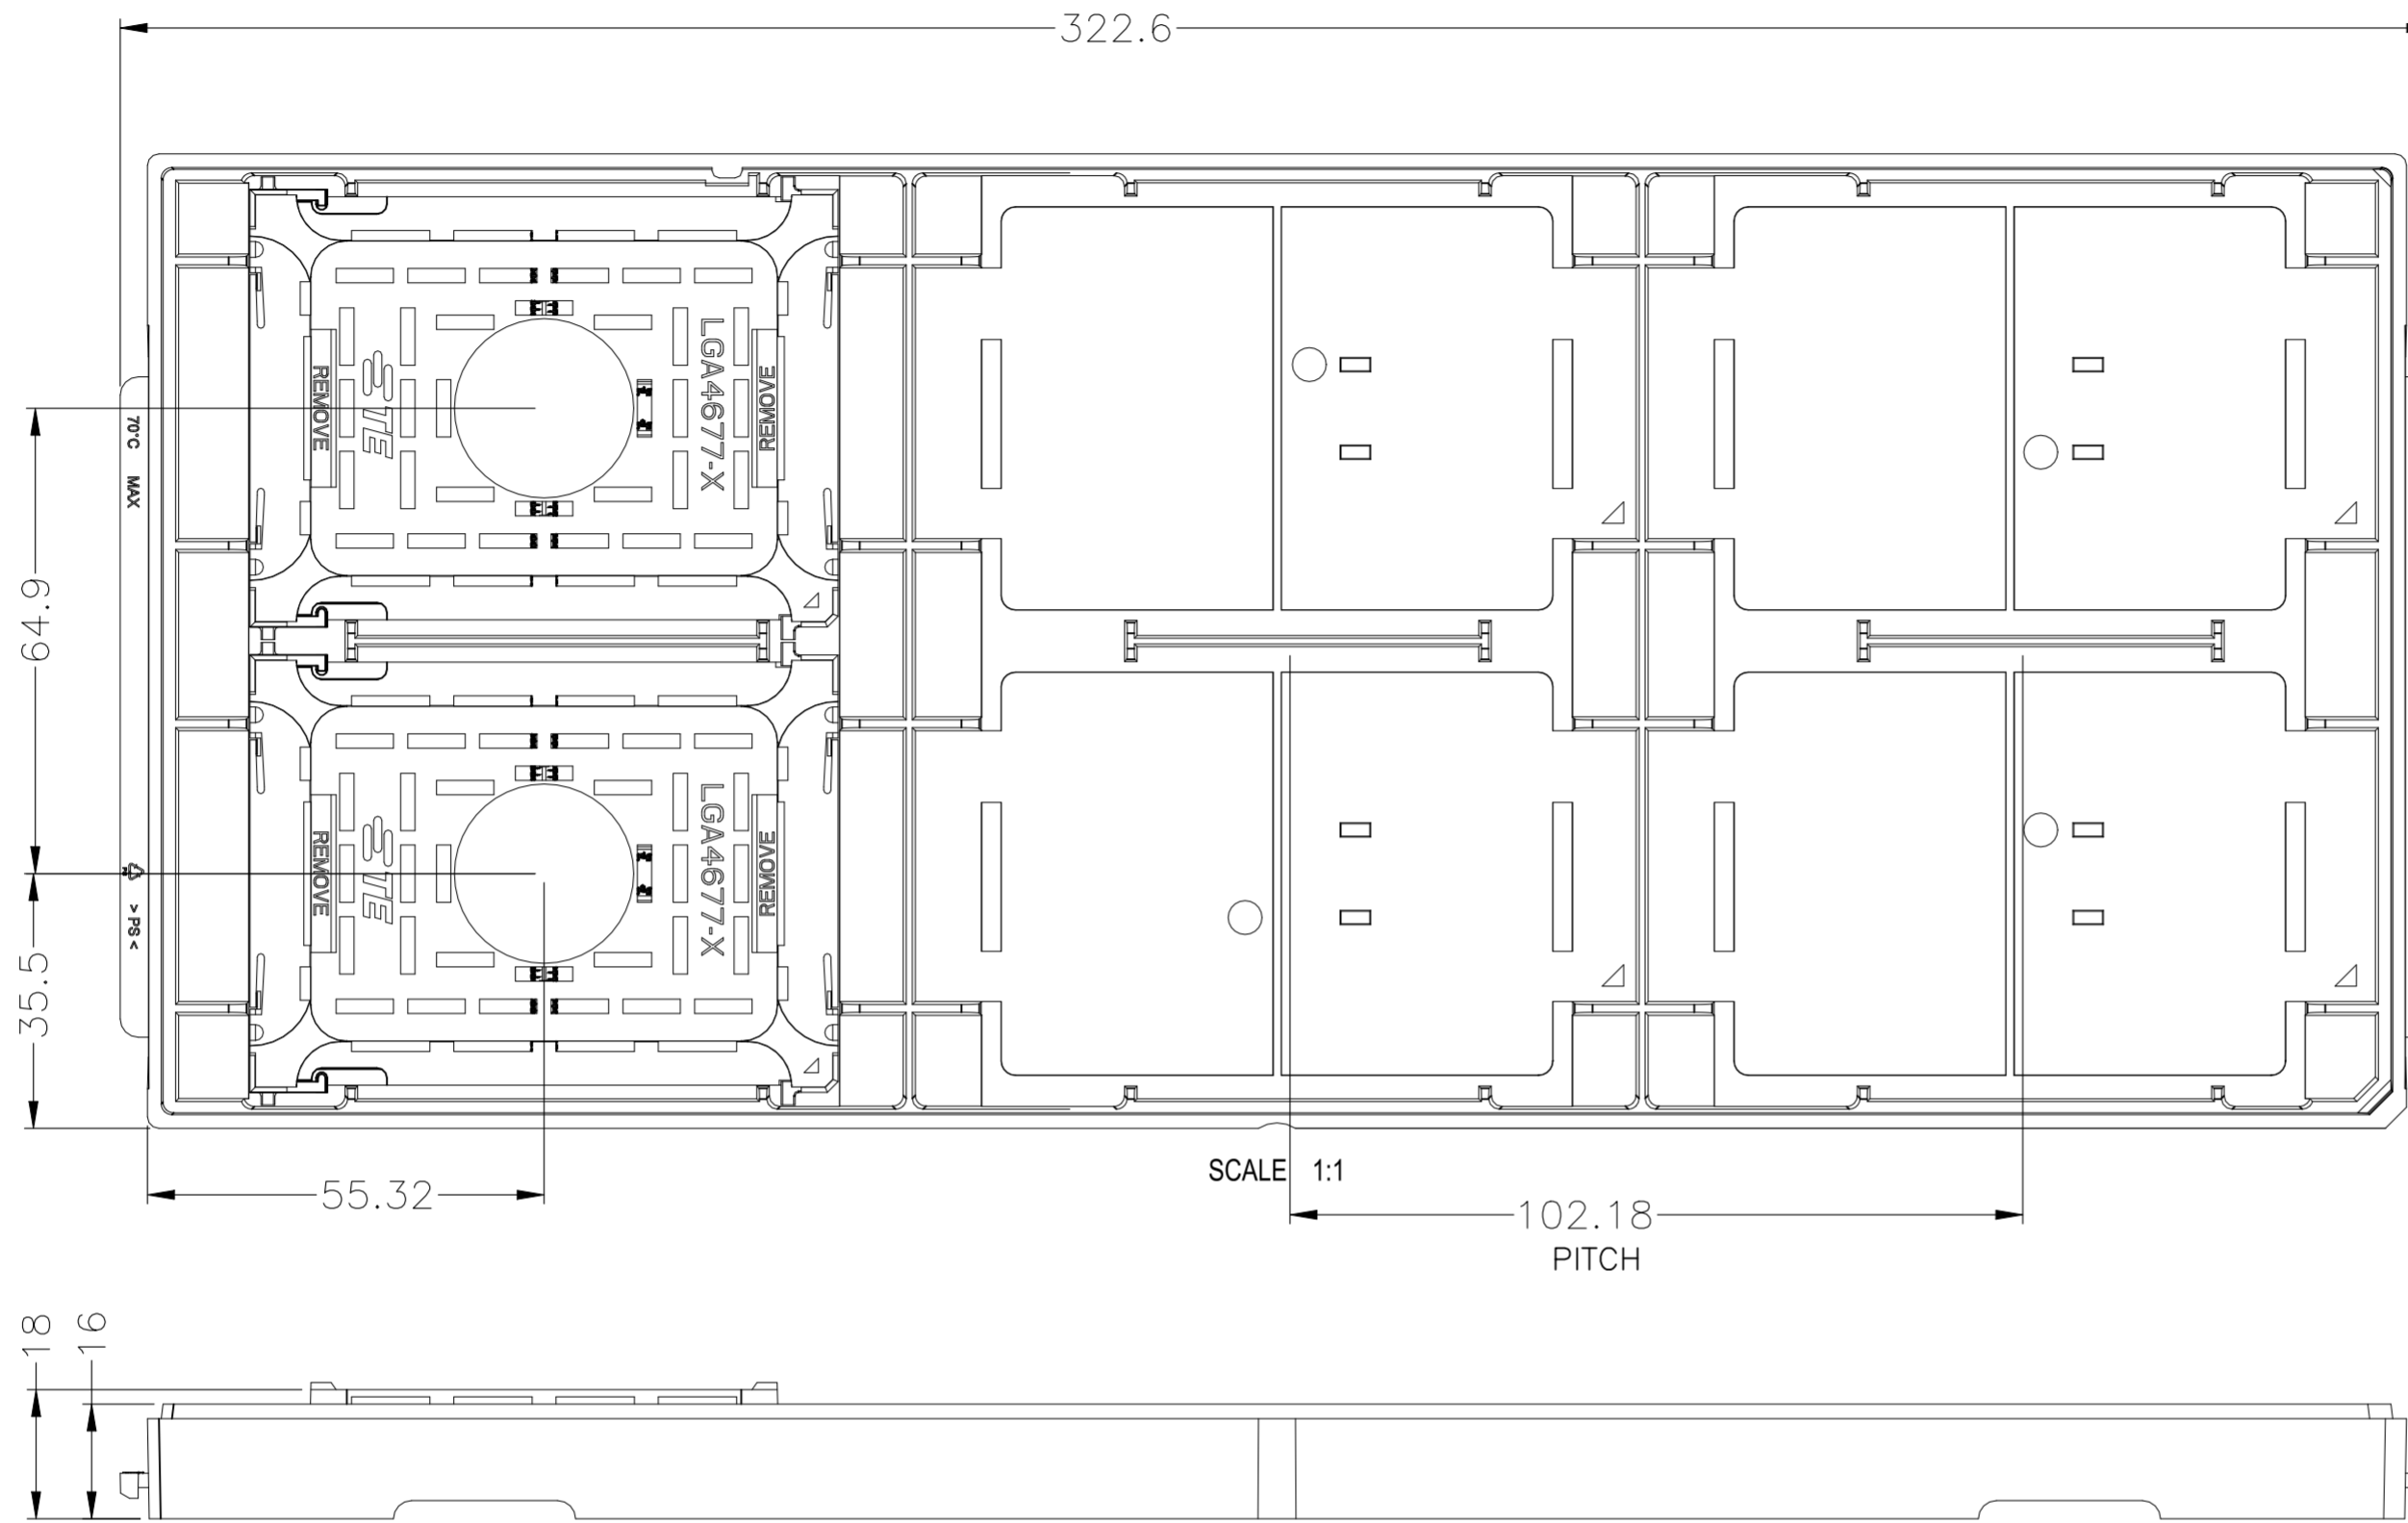 322.6
LGA4677-X
REMOVE
REMOVE
TE
70°C MAX
64.9
LGA4677-X
REMOVE
REMOVE
TE
> PS <
35.5
SCALE 1:1
55.32
102.18
PITCH
18
16